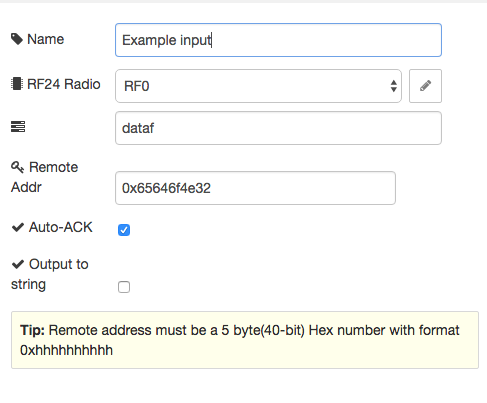 Name
Example input
RF24 Radio
RF0
dataf
Remote
Addr
0x65646f4e32
Auto-ACK
Output to
string
Tip: Remote address must be a 5 byte(40-bit) Hex number with format
0xhhhhhhhhhh